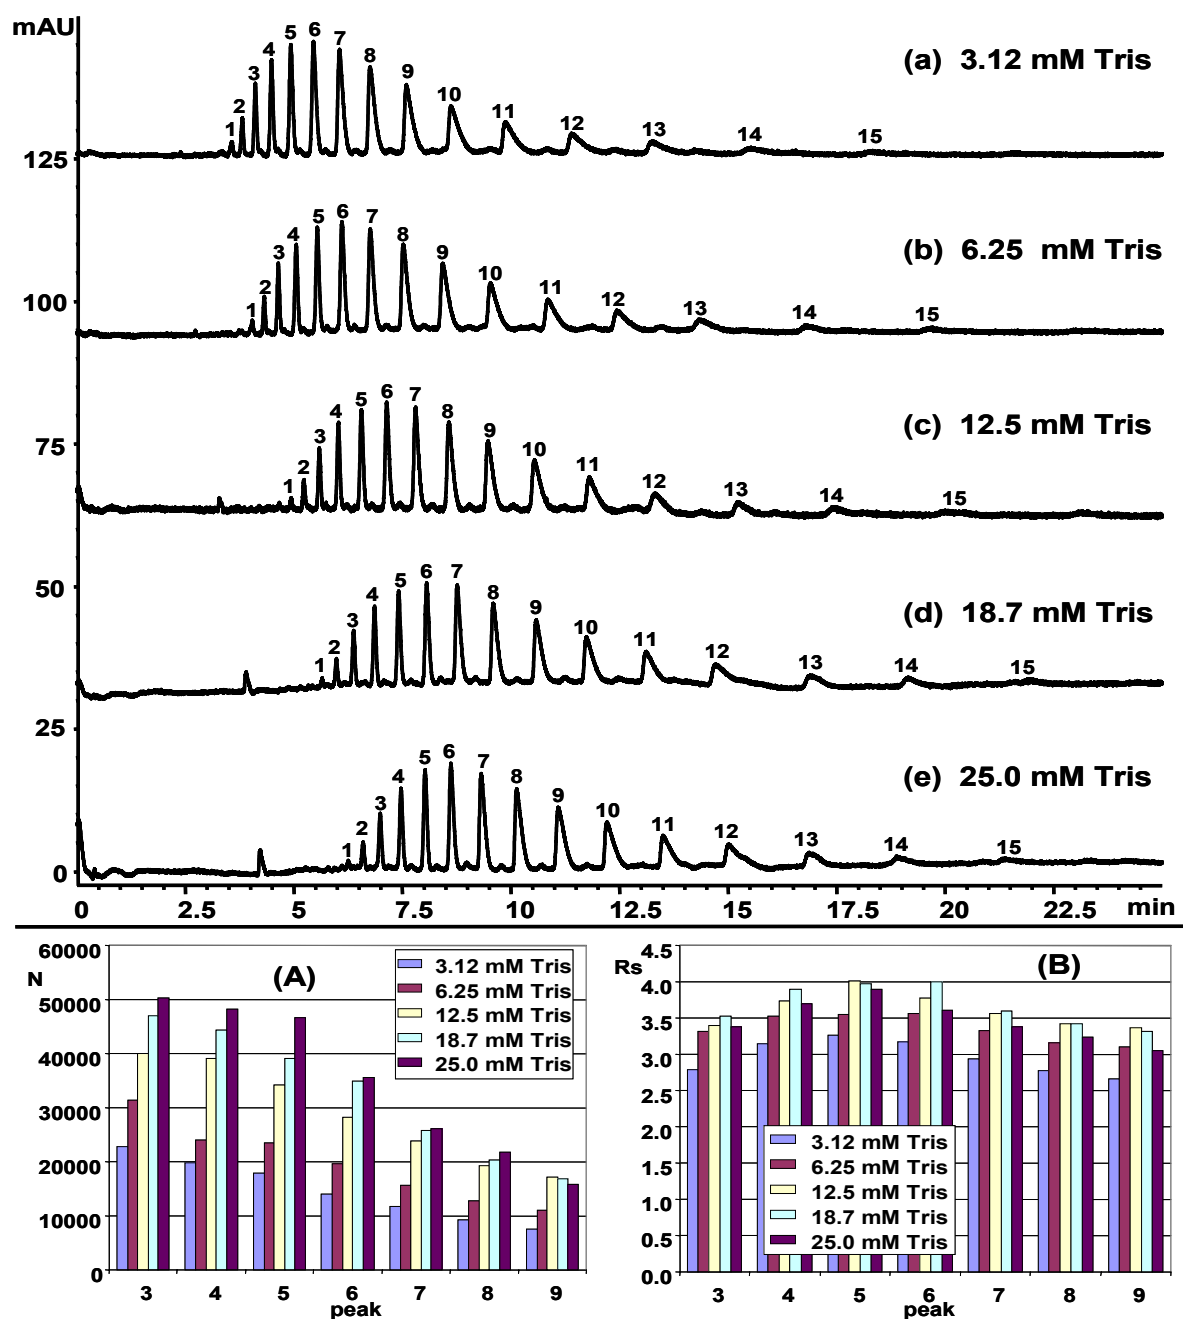 mAU
1 2 3 4 5 6 7 8 9 10 11 12 13 14 15
(a) 3.12 mM Tris
125
1 2 3 4 5 6 7 8 9 10 11 12 13 14 15
(b) 6.25 mM Tris
100
1 2 3 4 5 6 7 8 9 10 11 12 13 14 15
(c) 12.5 mM Tris
75
1 2 3 4 5 6 7 8 9 10 11 12 13 14 15
(d) 18.7 mM Tris
50
25
1 2 3 4 5 6 7 8 9 10 11 12 13 14 15
(e) 25.0 mM Tris
0
0 2.5 5 7.5 10 12.5 15 17.5 20 22.5 min
(A)
N
60000
50000
40000
30000
20000
10000
0
3.12 mM Tris
6.25 mM Tris
12.5 mM Tris
18.7 mM Tris
25.0 mM Tris
3 4 5 6 7 8 9
peak
(B)
Rs
4.5
4.0
3.5
3.0
2.5
2.0
1.5
1.0
0.5
0.0
3.12 mM Tris
6.25 mM Tris
12.5 mM Tris
18.7 mM Tris
25.0 mM Tris
3 4 5 6 7 8 9
peak